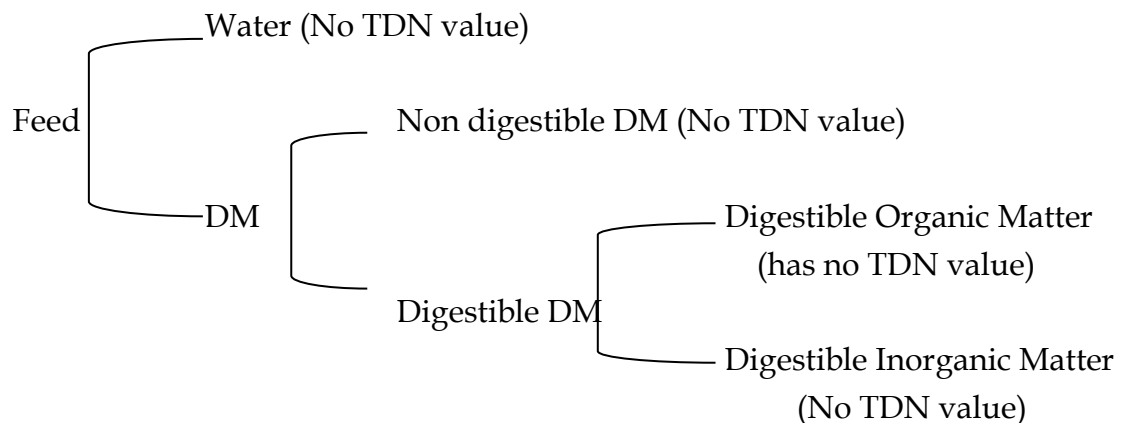 Water (No TDN value)
Feed
Non digestible DM (No TDN value)
DM
Digestible Organic Matter
(has no TDN value)
Digestible DM
Digestible Inorganic Matter
(No TDN value)